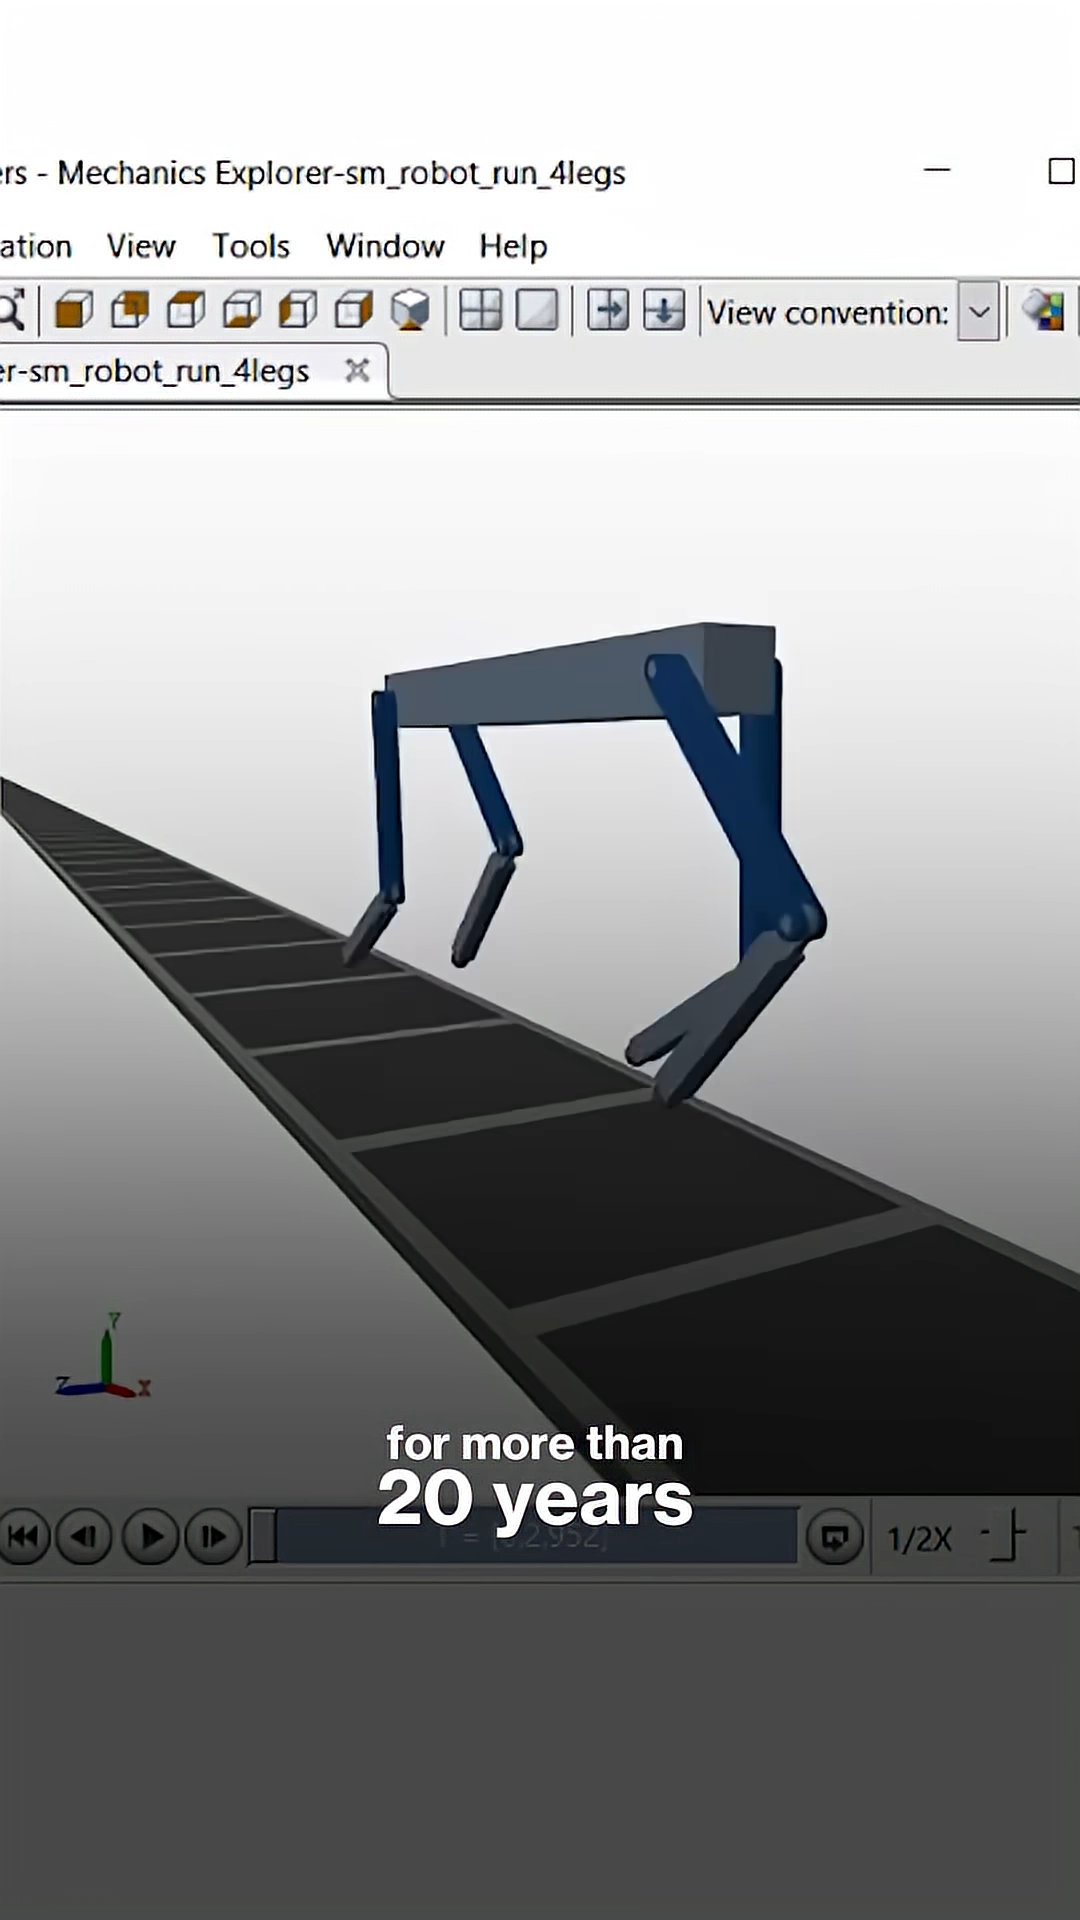 ers - Mechanics Explorer-sm_robot_run_4legs
ation View Tools Window Help
View convention:
er-sm_robot_run_4legs
Y
Z X
for more than
20 years
1/2X